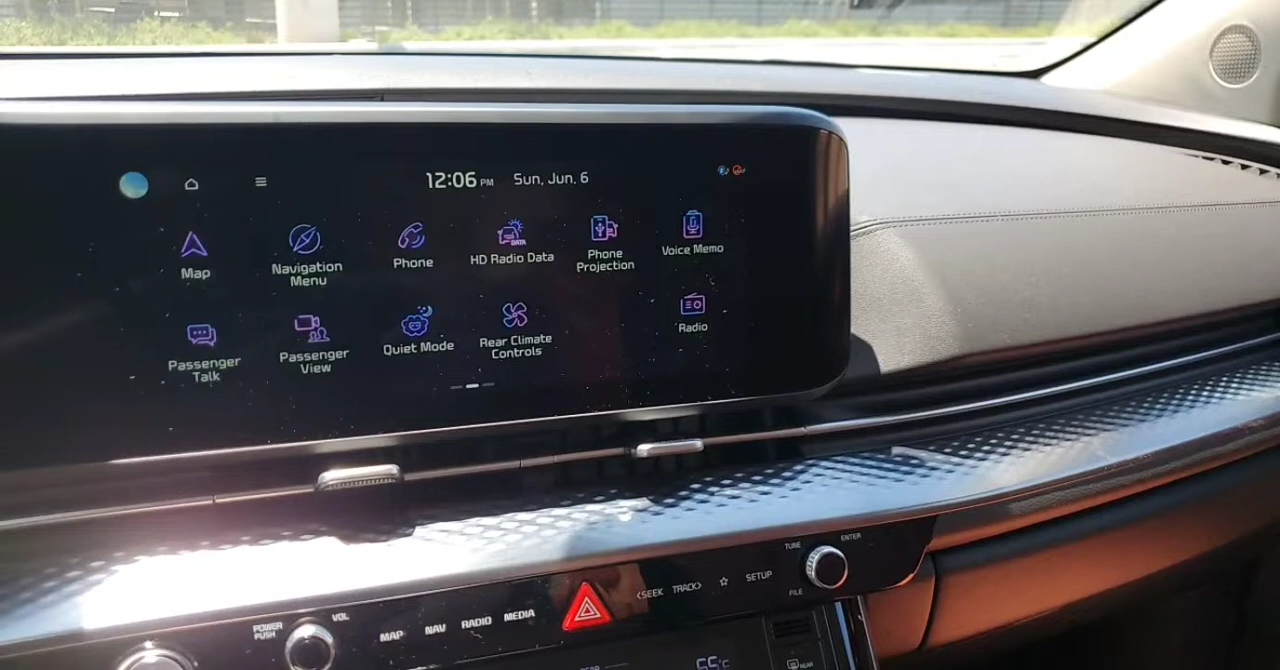 12:06 PM Sun, Jun. 6
Map
Navigation
Menu
Phone
HD Radio Data
DATA
Phone
Projection
Voice Memo
Passenger
Talk
Passenger
View
Quiet Mode
Rear Climate
Controls
Radio
POWER
PUSH
VOL
MAP
NAV
RADIO
MEDIA
<SEEK
TRACK>
☆
SETUP
TUNE
FILE
ENTER
REAR